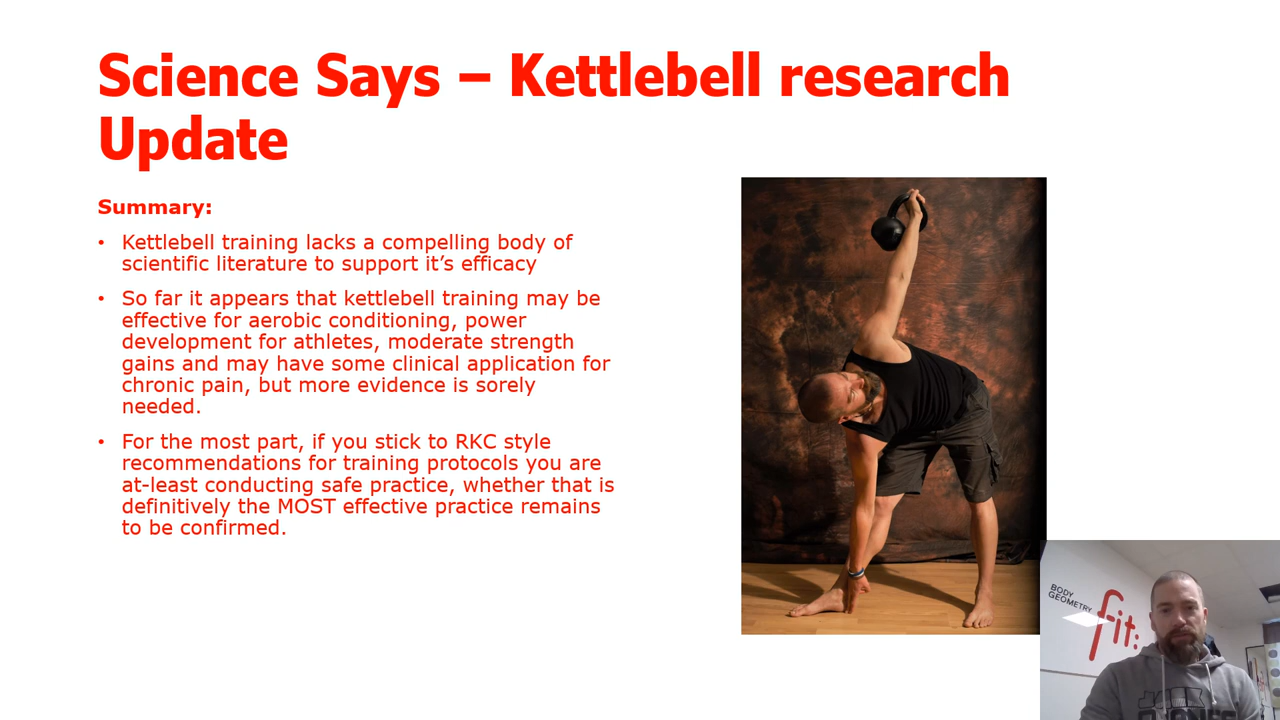 Science Says – Kettlebell research
Update
Summary:
• Kettlebell training lacks a compelling body of
scientific literature to support it’s efficacy
• So far it appears that kettlebell training may be
effective for aerobic conditioning, power
development for athletes, moderate strength
gains and may have some clinical application for
chronic pain, but more evidence is sorely
needed.
• For the most part, if you stick to RKC style
recommendations for training protocols you are
at-least conducting safe practice, whether that is
definitively the MOST effective practice remains
to be confirmed.
BODY
GEOMETRY
fit:
JACK